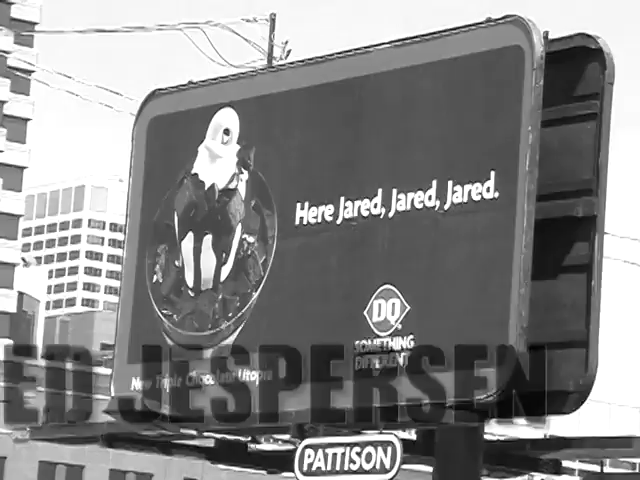 Here Jared, Jared, Jared.
DQ
SOMETHING
DIFFERENT
New Triple Chocolate Utopia
ED JESPERSEN
PATTISON